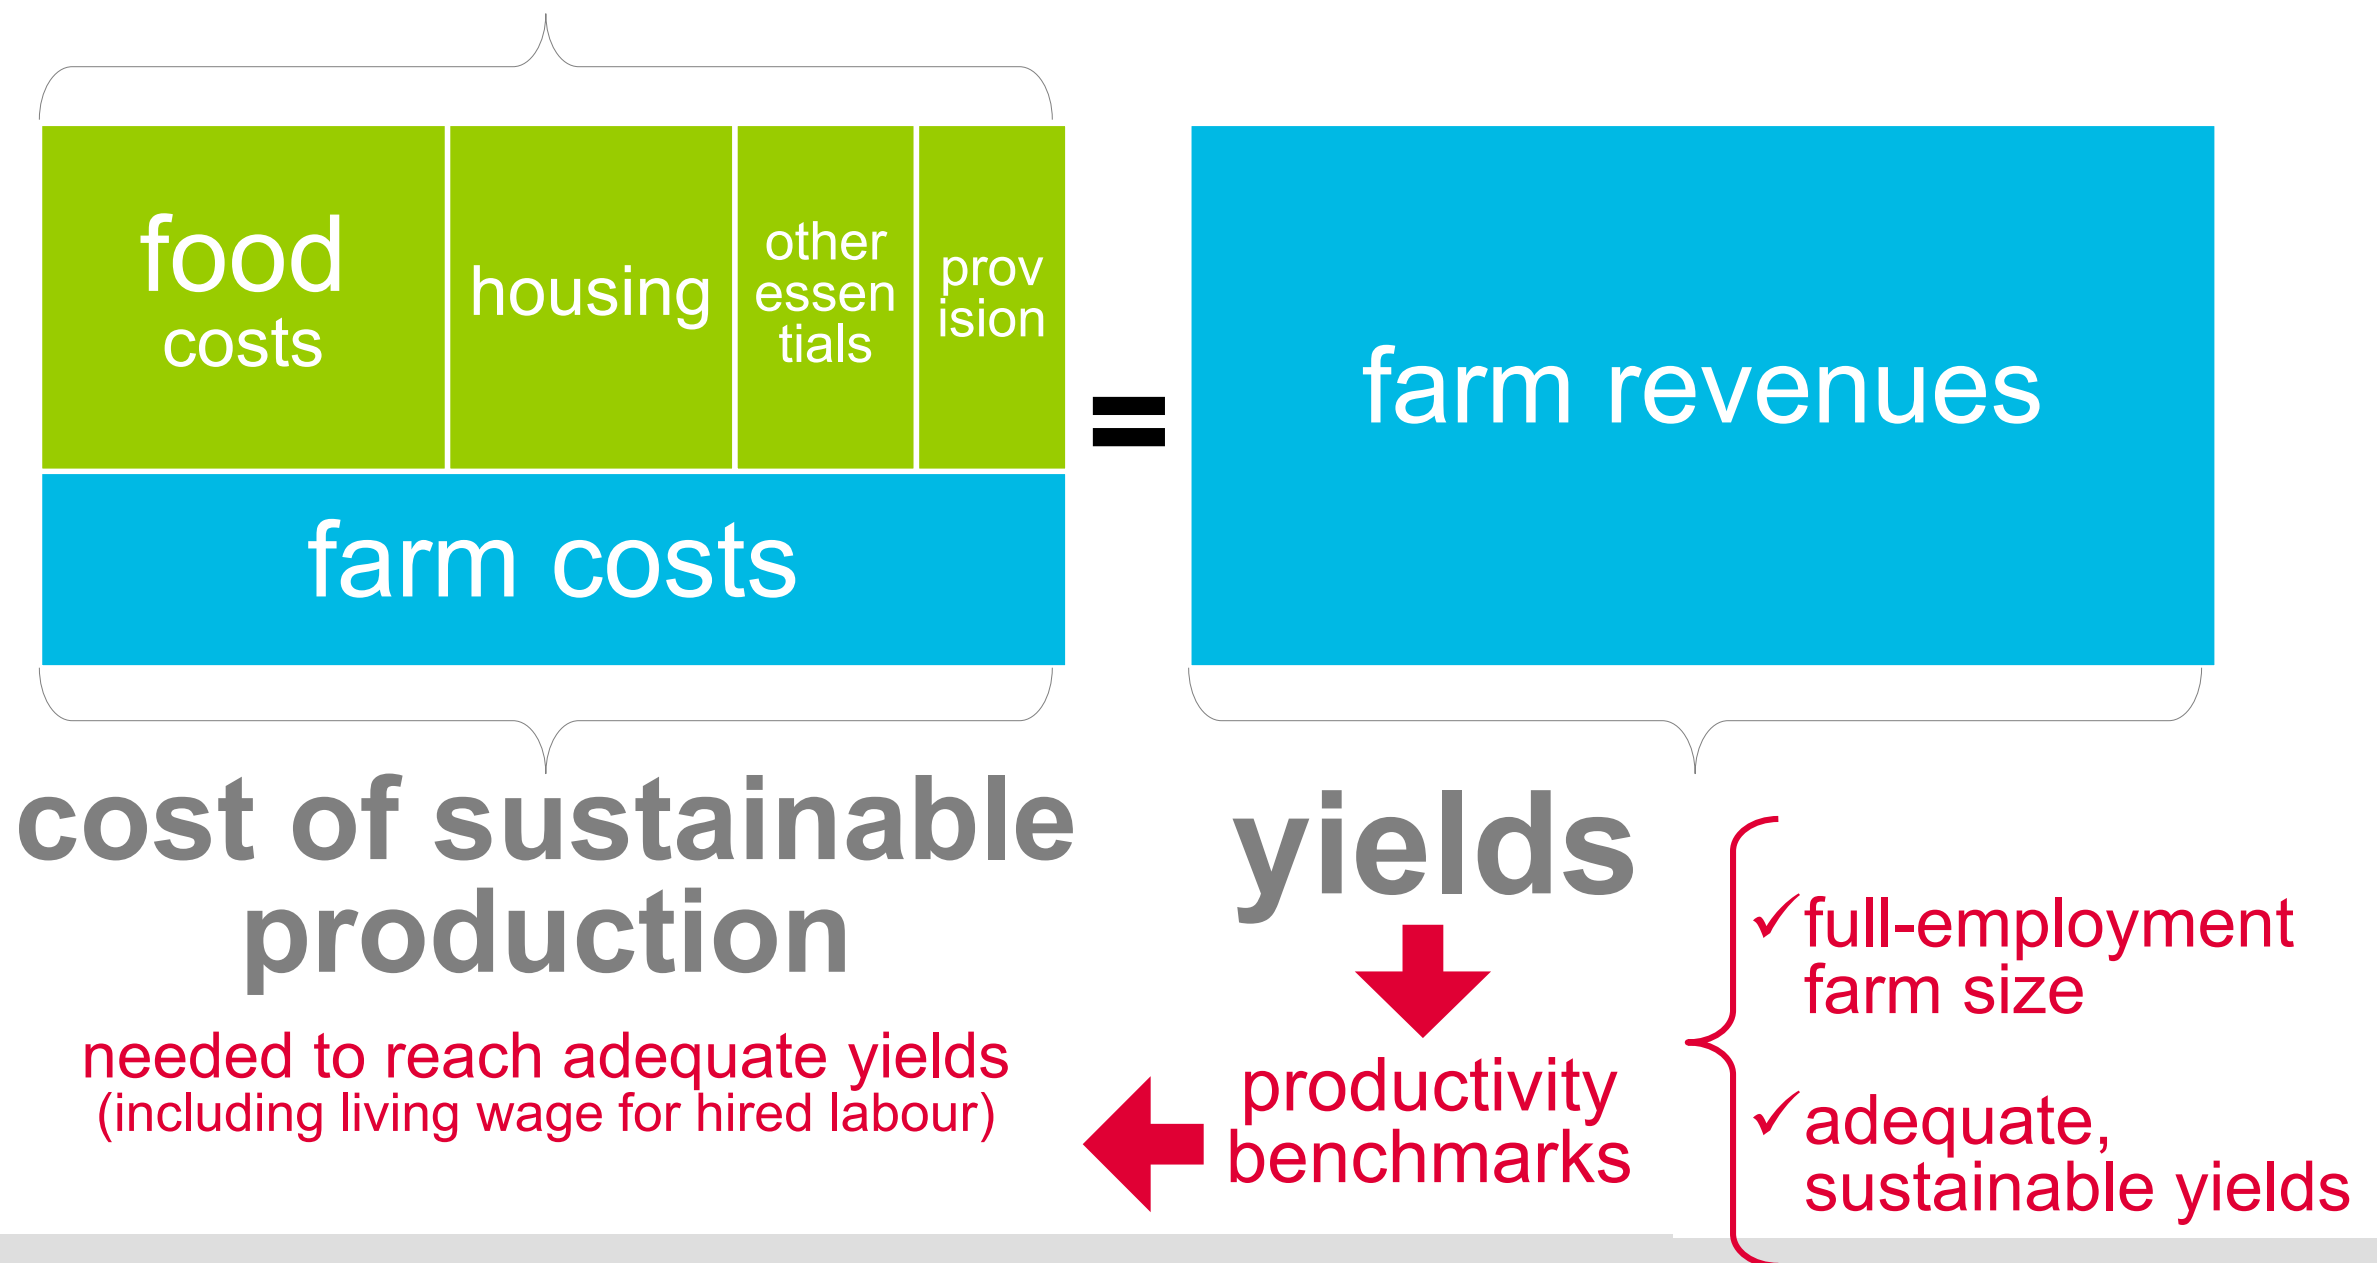 food
costs
housing
other
essen
tials
prov
ision
farm costs
=
farm revenues
cost of sustainable
production
needed to reach adequate yields
(including living wage for hired labour)
yields
productivity
benchmarks
✓full-employment
farm size
✓adequate,
sustainable yields